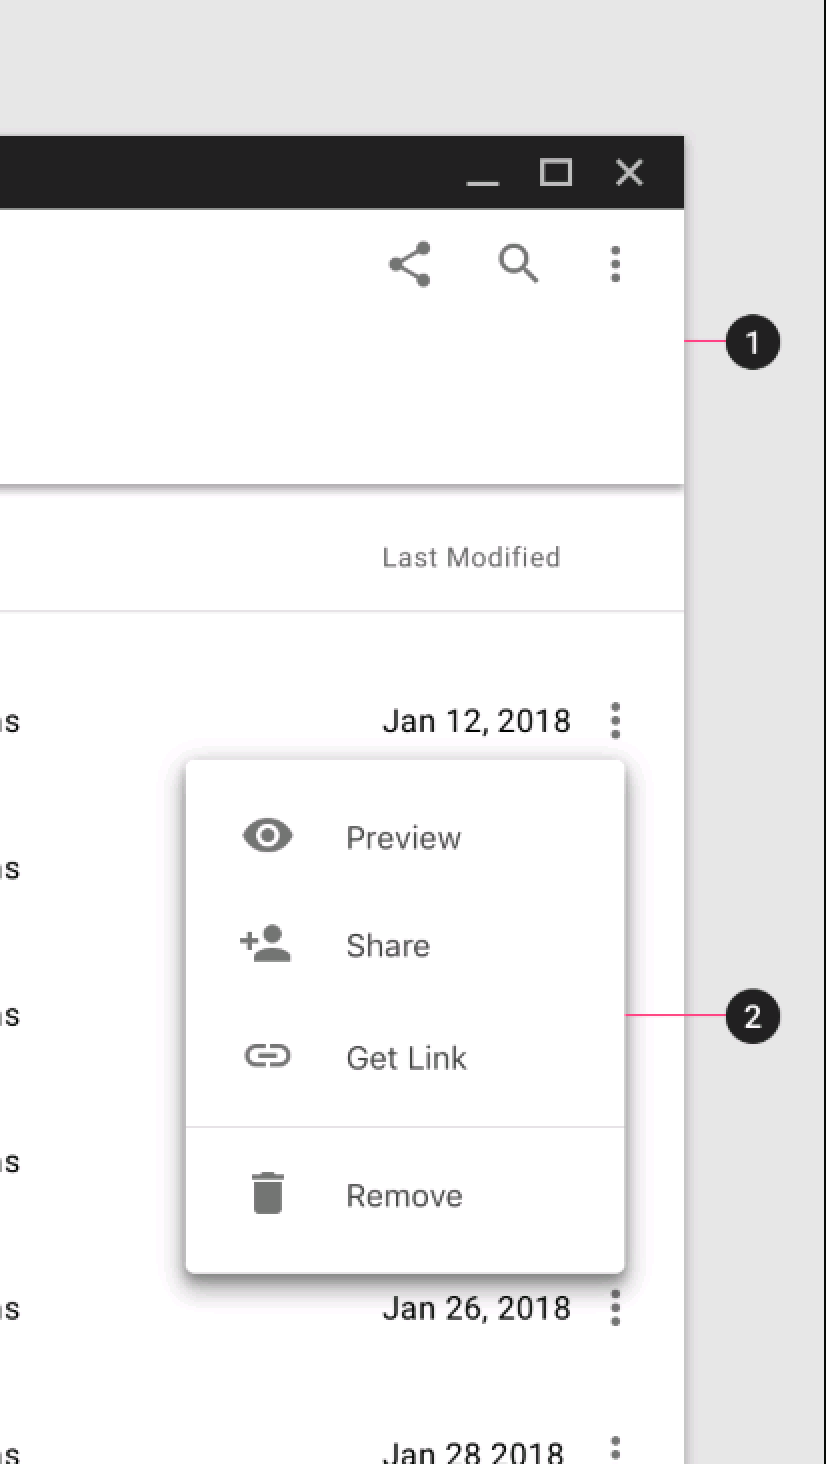 1
Last Modified
s Jan 12, 2018
Preview
s
Share
s
2
Get Link
s
Remove
s Jan 26, 2018
s Jan 28 2018